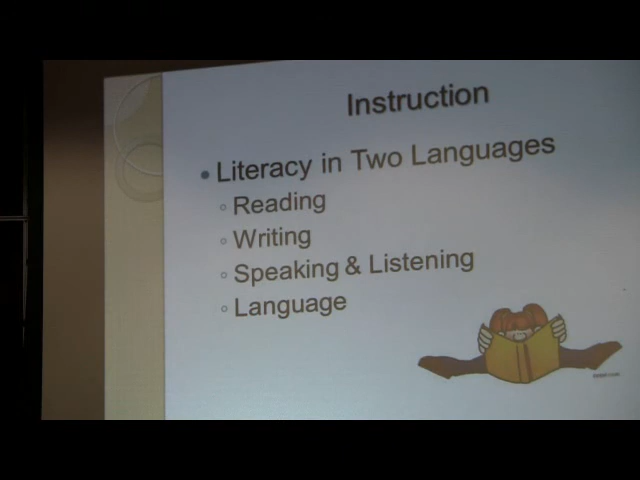 Instruction
Literacy in Two Languages
Reading
Writing
Speaking & Listening
Language